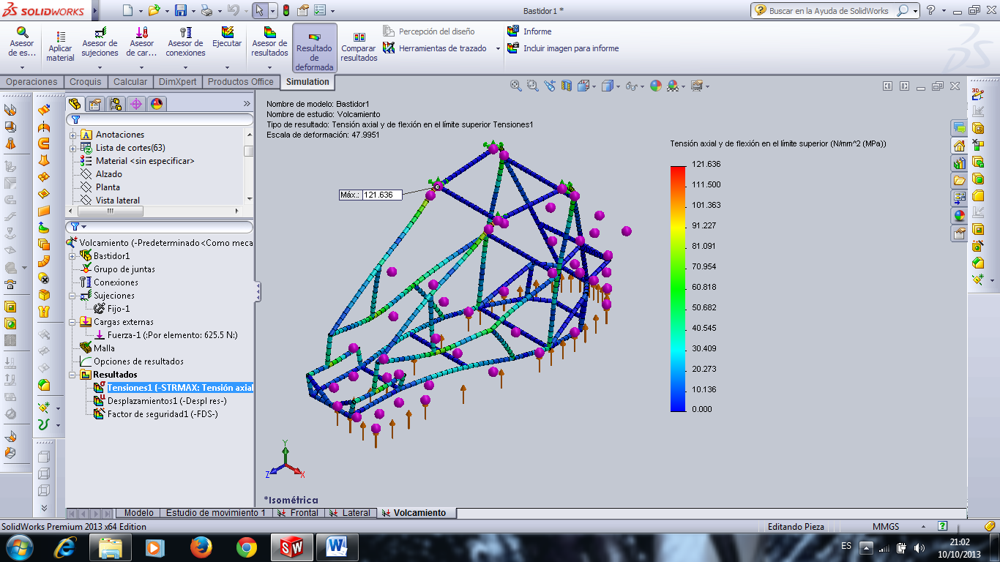 SOLIDWORKS
Bastidor1 *
Buscar en la Ayuda de SolidWorks
Asesor de es...
Aplicar material
Asesor de sujeciones
Asesor de car...
Asesor de conexiones
Ejecutar
Asesor de resultados
Resultado de deformada
Comparar resultados
Percepción del diseño
Herramientas de trazado
Informe
Incluir imagen para informe
Operaciones
Croquis
Calcular
DimXpert
Productos Office
Simulation
Anotaciones
Lista de cortes(63)
Material <sin especificar>
Alzado
Planta
Vista lateral
Volcamiento (-Predeterminado<Como meca
Bastidor1
Grupo de juntas
Conexiones
Sujeciones
Fijo-1
Cargas externas
Fuerza-1 (:Por elemento: 625.5 N:)
Malla
Opciones de resultados
Resultados
Tensiones1 (-STRMAX: Tensión axial
Desplazamientos1 (-Despl res-)
Factor de seguridad1 (-FDS-)
Nombre de modelo: Bastidor1
Nombre de estudio: Volcamiento
Tipo de resultado: Tensión axial y de flexión en el límite superior Tensiones1
Escala de deformación: 47.9951
Máx.: 121.636
Tensión axial y de flexión en el límite superior (N/mm^2 (MPa))
121.636
111.500
101.363
91.227
81.091
70.954
60.818
50.682
40.545
30.409
20.273
10.136
0.000
Y
Z
X
*Isométrica
Modelo
Estudio de movimiento 1
Frontal
Lateral
Volcamiento
SolidWorks Premium 2013 x64 Edition
Editando Pieza
MMGS
ES
21:02
10/10/2013